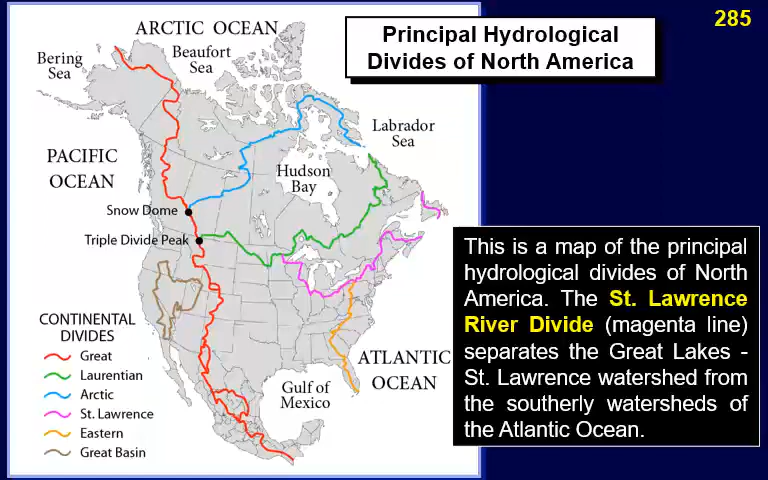 285
Principal Hydrological
Divides of North America
ARCTIC OCEAN
Bering
Sea
Beaufort
Sea
Labrador
Sea
PACIFIC
OCEAN
Hudson
Bay
Snow Dome
Triple Divide Peak
CONTINENTAL
DIVIDES
Great
Laurentian
Arctic
St. Lawrence
Eastern
Great Basin
Gulf of
Mexico
ATLANTIC
OCEAN
This is a map of the principal
hydrological divides of North
America. The St. Lawrence
River Divide (magenta line)
separates the Great Lakes -
St. Lawrence watershed from
the southerly watersheds of
the Atlantic Ocean.